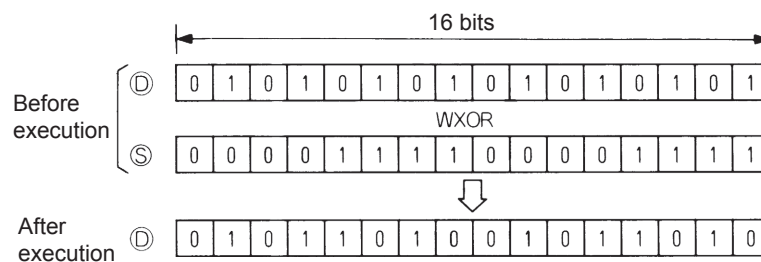 16 bits
Before
execution
Ⓓ 0 1 0 1 0 1 0 1 0 1 0 1 0 1 0 1
WXOR
Ⓢ 0 0 0 0 1 1 1 1 0 0 0 0 1 1 1 1
After
execution
Ⓓ 0 1 0 1 1 0 1 0 0 1 0 1 1 0 1 0